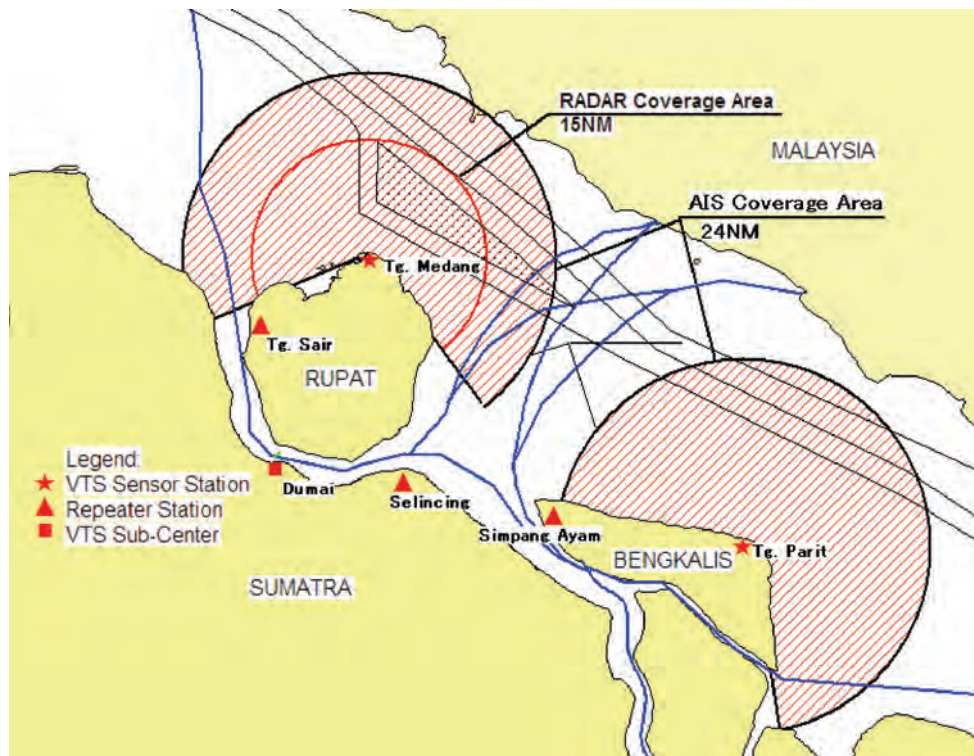 RADAR Coverage Area
15NM
MALAYSIA
AIS Coverage Area
24NM
Tg. Medang
Tg. Sair
RUPAT
Legend:
VTS Sensor Station
Repeater Station
VTS Sub-Center
Dumai
Selincing
Simpang Ayam
BENGKALIS
Tg. Parit
SUMATRA